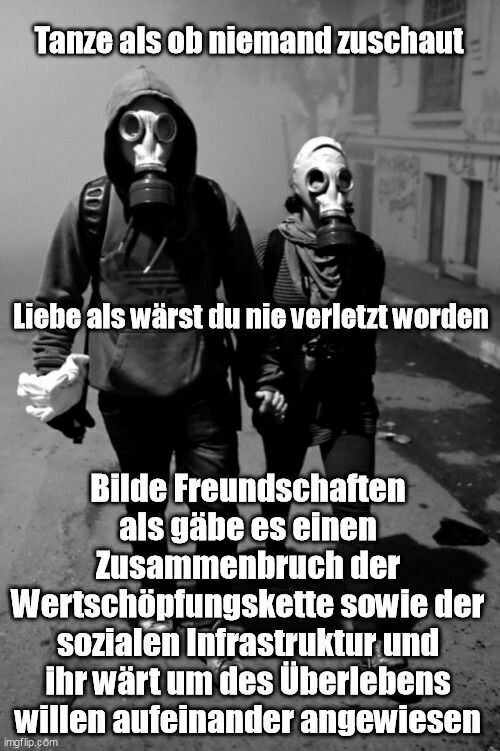 Tanze als ob niemand zuschaut
Liebe als wärst du nie verletzt worden
Bilde Freundschaften
als gäbe es einen
Zusammenbruch der
Wertschöpfungskette sowie der
sozialen Infrastruktur und
ihr wärt um des Überlebens
willen aufeinander angewiesen
imgflip.com